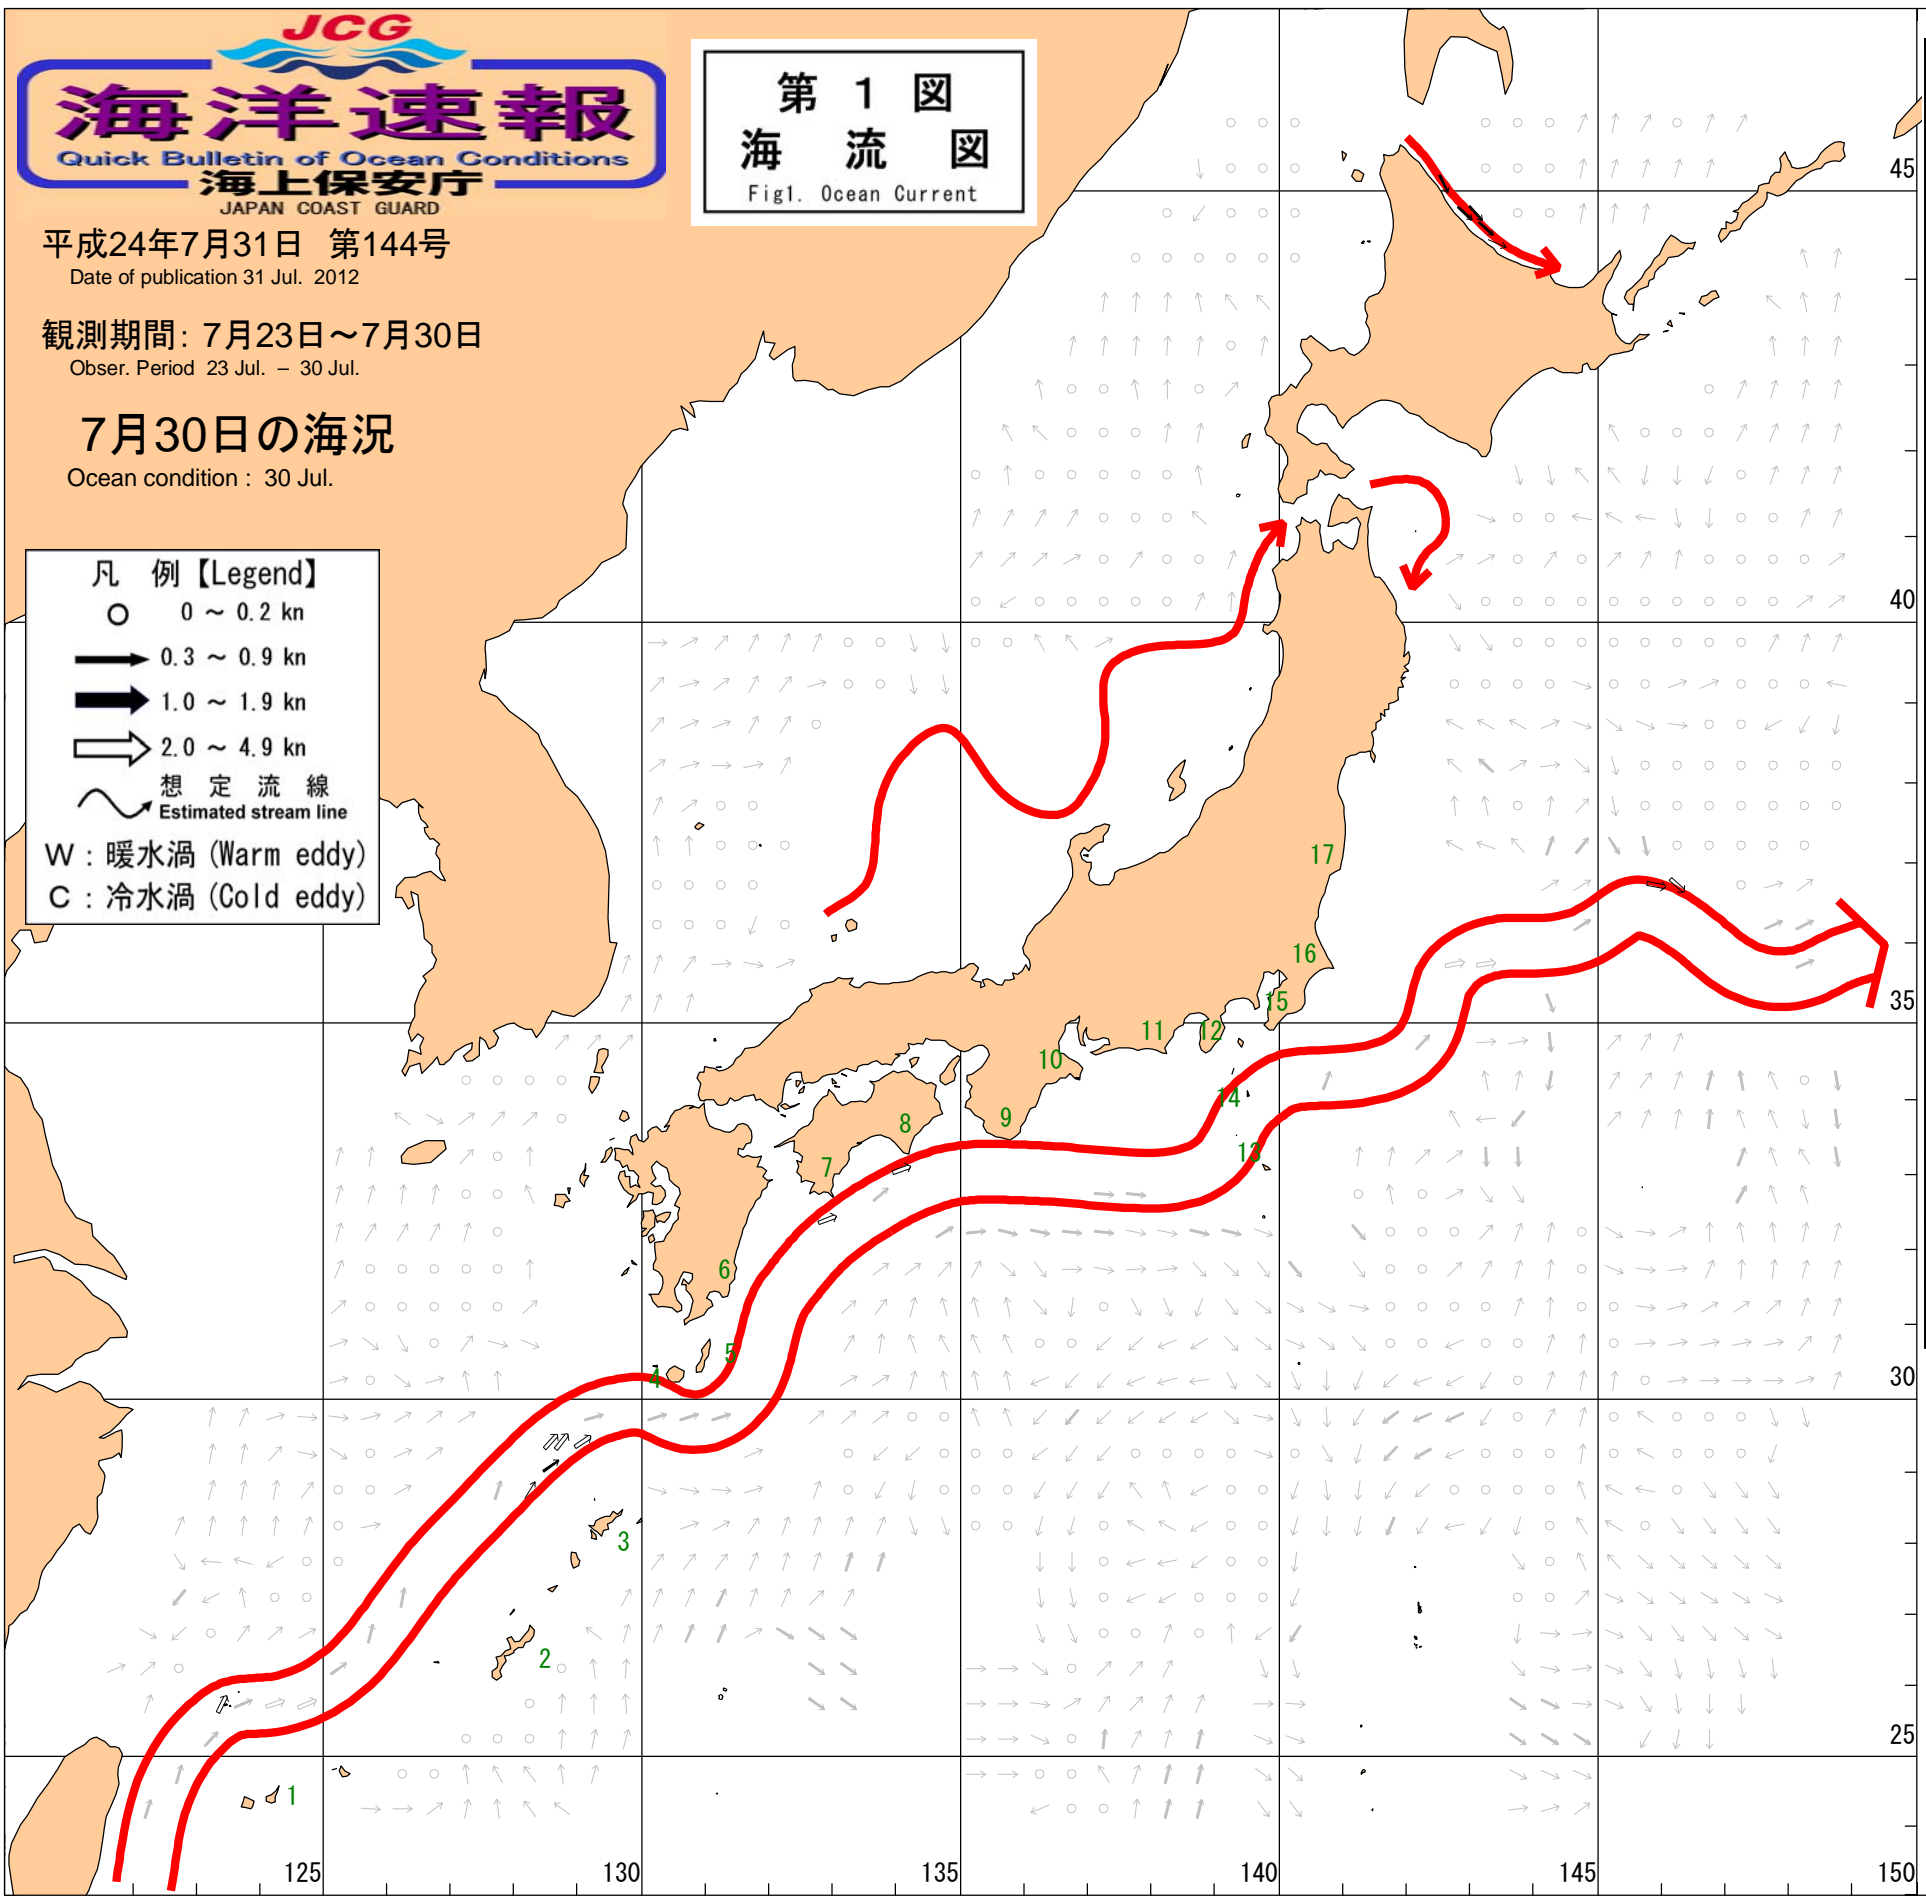 JCG
海洋速報
Quick Bulletin of Ocean Conditions
海上保安庁
JAPAN COAST GUARD
平成24年7月31日 第144号
Date of publication 31 Jul. 2012
観測期間: 7月23日～7月30日
Obser. Period 23 Jul. – 30 Jul.
7月30日の海況
Ocean condition : 30 Jul.
第 1 図
海 流 図
Fig1. Ocean Current
凡 例【Legend】
0 ～ 0.2 kn
0.3 ～ 0.9 kn
1.0 ～ 1.9 kn
2.0 ～ 4.9 kn
想 定 流 線
Estimated stream line
W : 暖水渦 (Warm eddy)
C : 冷水渦 (Cold eddy)
45
40
35
30
25
17
16
15
12
11
10
14
9
8
13
7
6
5
4
3
2
1
125
130
135
140
145
150